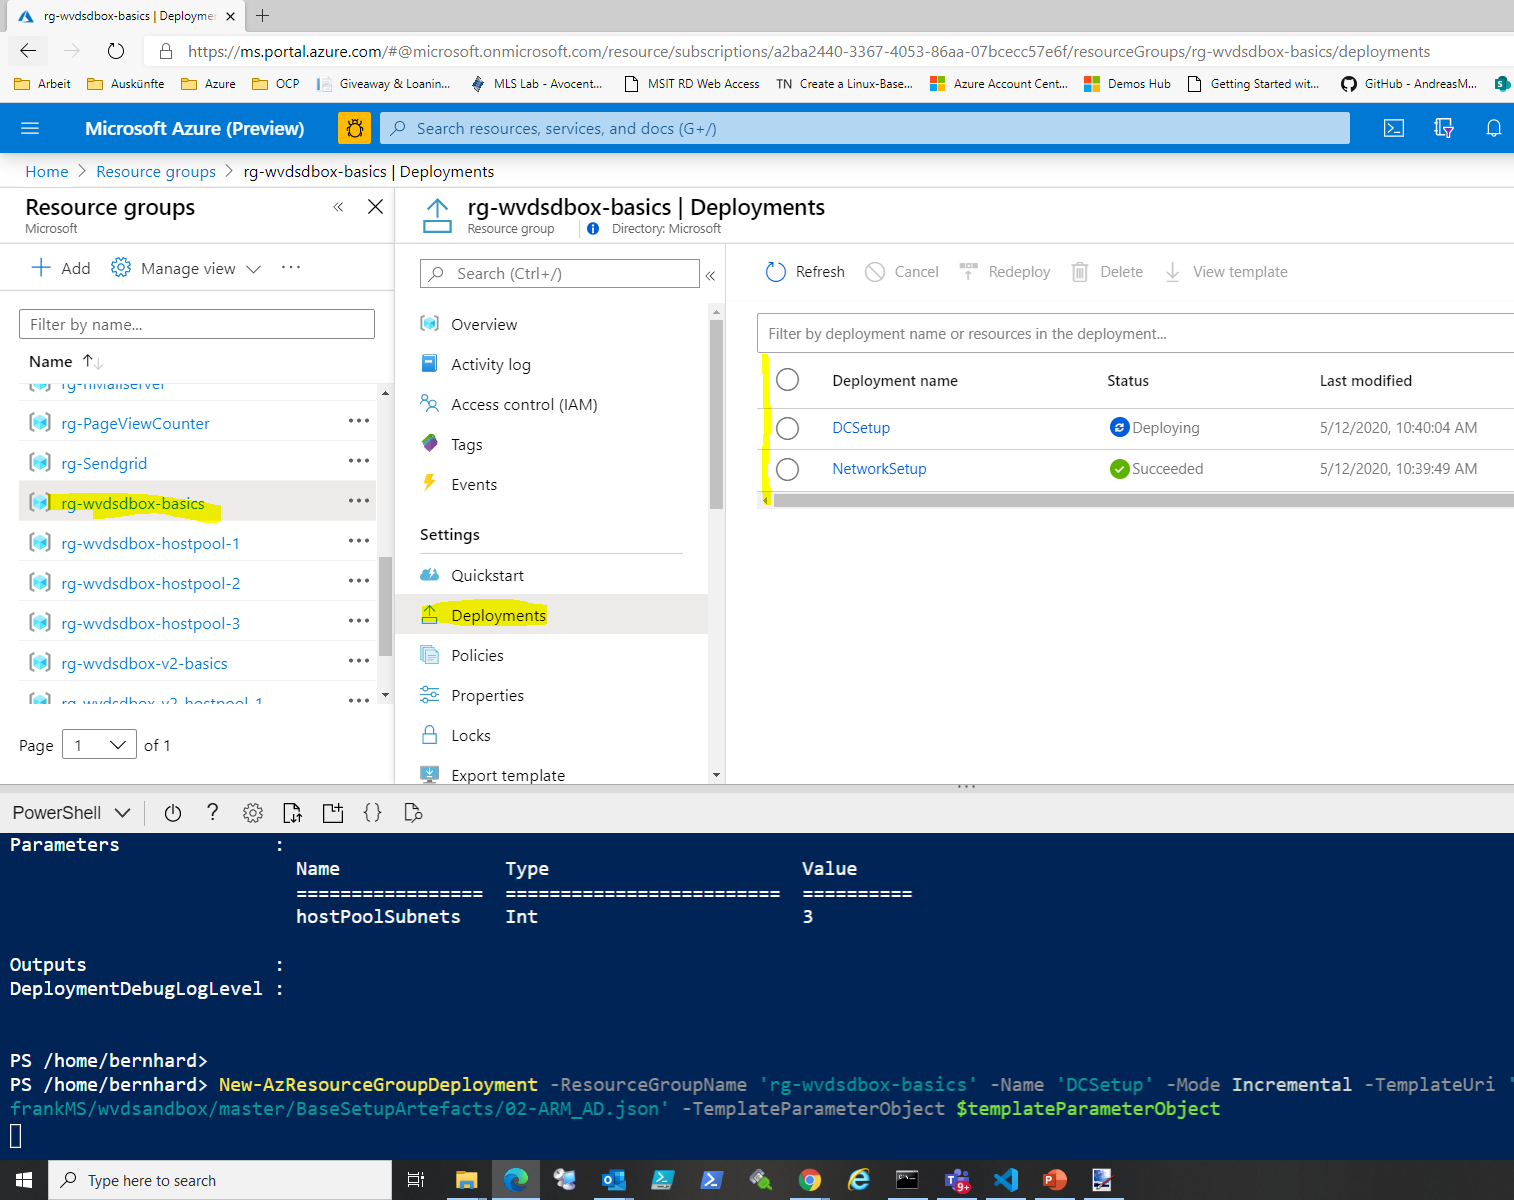 rg-wvdsdbox-basics | Deploymen
https://ms.portal.azure.com/#@microsoft.onmicrosoft.com/resource/subscriptions/a2ba2440-3367-4053-86aa-07bcecc57e6f/resourceGroups/rg-wvdsdbox-basics/deployments
Arbeit Auskünfte Azure OCP Giveaway & Loanin... MLS Lab - Avocent... MSIT RD Web Access TN Create a Linux-Base... Azure Account Cent... Demos Hub Getting Started wit... GitHub - AndreasM...
Microsoft Azure (Preview) Search resources, services, and docs (G+/)
Home > Resource groups > rg-wvdsdbox-basics | Deployments
Resource groups
Microsoft
rg-wvdsdbox-basics | Deployments
Resource group Directory: Microsoft
Add Manage view ...
Search (Ctrl+/)
Refresh Cancel Redeploy Delete View template
Filter by name...
Name
rg-PageViewCounter
rg-Sendgrid
rg-wvdsdbox-basics
rg-wvdsdbox-hostpool-1
rg-wvdsdbox-hostpool-2
rg-wvdsdbox-hostpool-3
rg-wvdsdbox-v2-basics
rg-wvdsdbox-v2-hostpool-1
Page 1 of 1
Overview
Activity log
Access control (IAM)
Tags
Events
Settings
Quickstart
Deployments
Policies
Properties
Locks
Export template
Filter by deployment name or resources in the deployment...
Deployment name Status Last modified
DCSetup Deploying 5/12/2020, 10:40:04 AM
NetworkSetup Succeeded 5/12/2020, 10:39:49 AM
PowerShell ? {}
Parameters :
Name Type Value
================= ========================= ==========
hostPoolSubnets Int 3
Outputs :
DeploymentDebugLogLevel :
PS /home/bernhard>
PS /home/bernhard> New-AzResourceGroupDeployment -ResourceGroupName 'rg-wvdsdbox-basics' -Name 'DCSetup' -Mode Incremental -TemplateUri '
frankMS/wvdsandbox/master/BaseSetupArtefacts/02-ARM_AD.json' -TemplateParameterObject $templateParameterObject
Type here to search